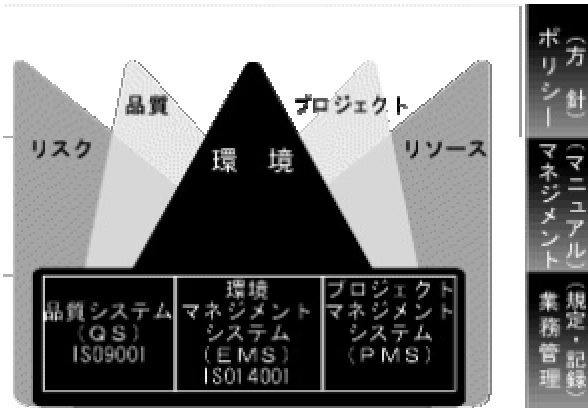 リスク
品質
環 境
プロジェクト
リソース
品質システム
(QS)
ISO9001
環境
マネジメント
システム
(EMS)
ISO14001
プロジェクト
マネジメント
システム
(PMS)
ポリシー
(方針)
マネジメント
(マニュアル)
業務管理
(規定・記録)